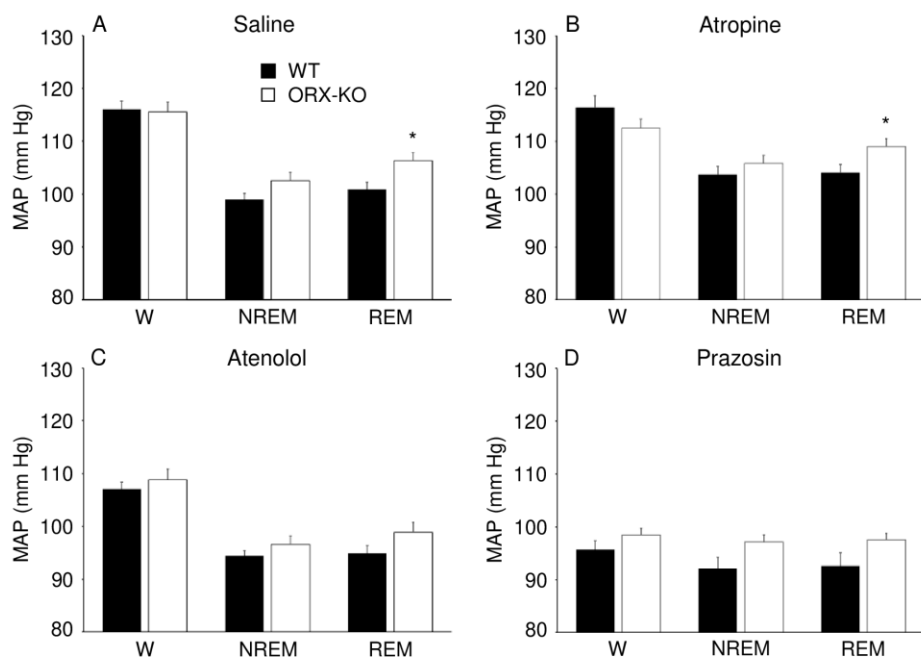 A
Saline
130
120
110
100
90
80
MAP (mm Hg)
WT
ORX-KO
*
W
NREM
REM
B
Atropine
130
120
110
100
90
80
MAP (mm Hg)
*
W
NREM
REM
C
Atenolol
130
120
110
100
90
80
MAP (mm Hg)
W
NREM
REM
D
Prazosin
130
120
110
100
90
80
MAP (mm Hg)
W
NREM
REM